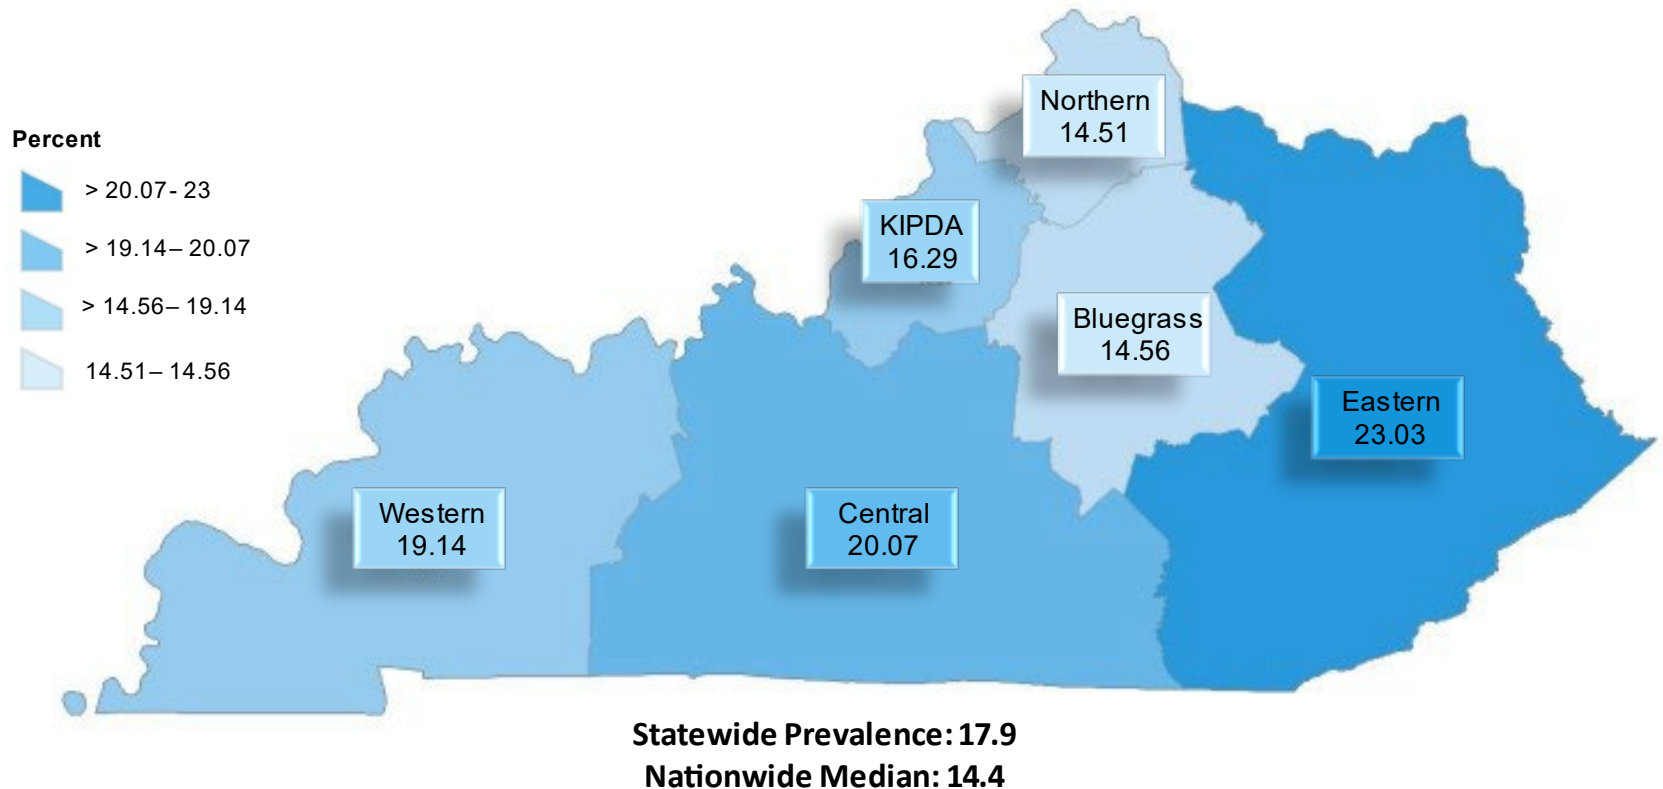 Percent
> 20.07- 23
> 19.14– 20.07
> 14.56– 19.14
14.51– 14.56
Northern
14.51
KIPDA
16.29
Bluegrass
14.56
Eastern
23.03
Western
19.14
Central
20.07
Statewide Prevalence: 17.9
Nationwide Median: 14.4